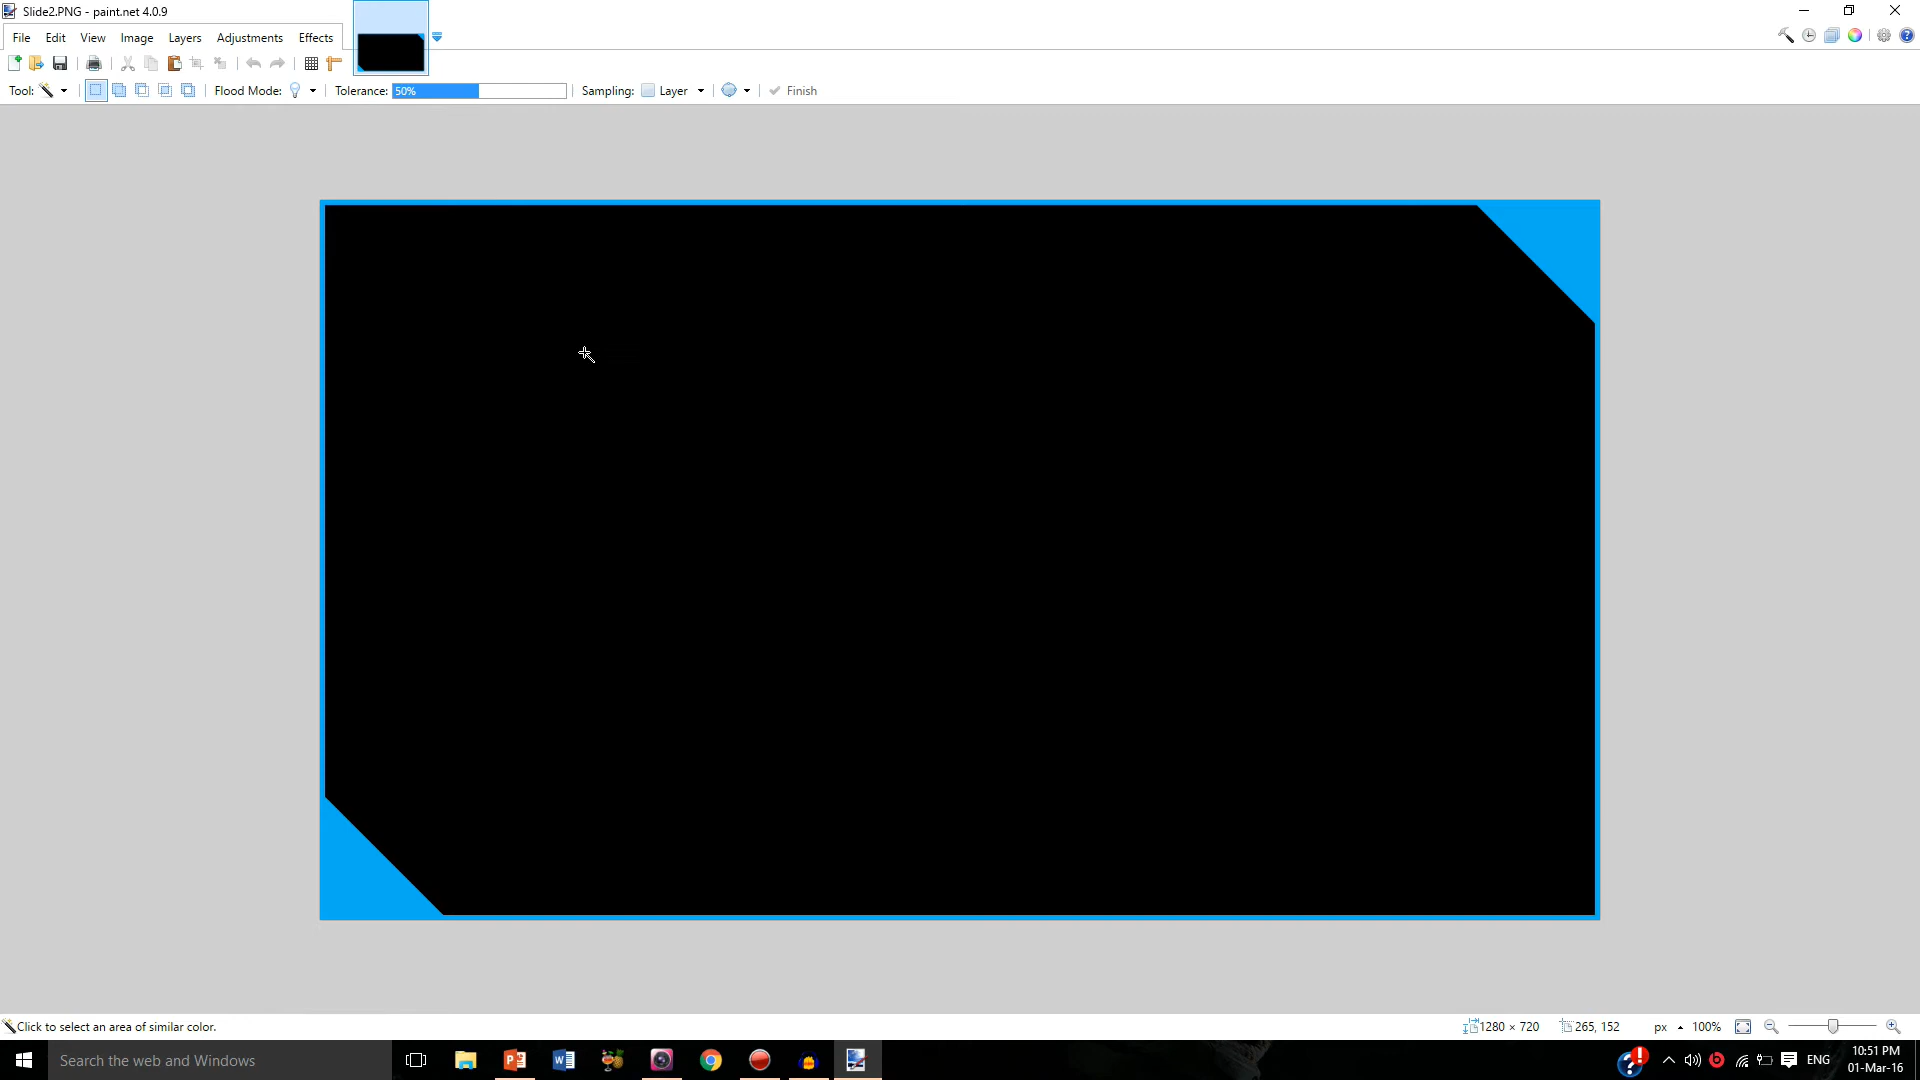 Slide2.PNG - paint.net 4.0.9
File Edit View Image Layers Adjustments Effects
Tool: Flood Mode: Tolerance: 50% Sampling: Layer Finish
Click to select an area of similar color. 1280 × 720 265, 152 px 100%
Search the web and Windows ENG 10:51 PM
01-Mar-16